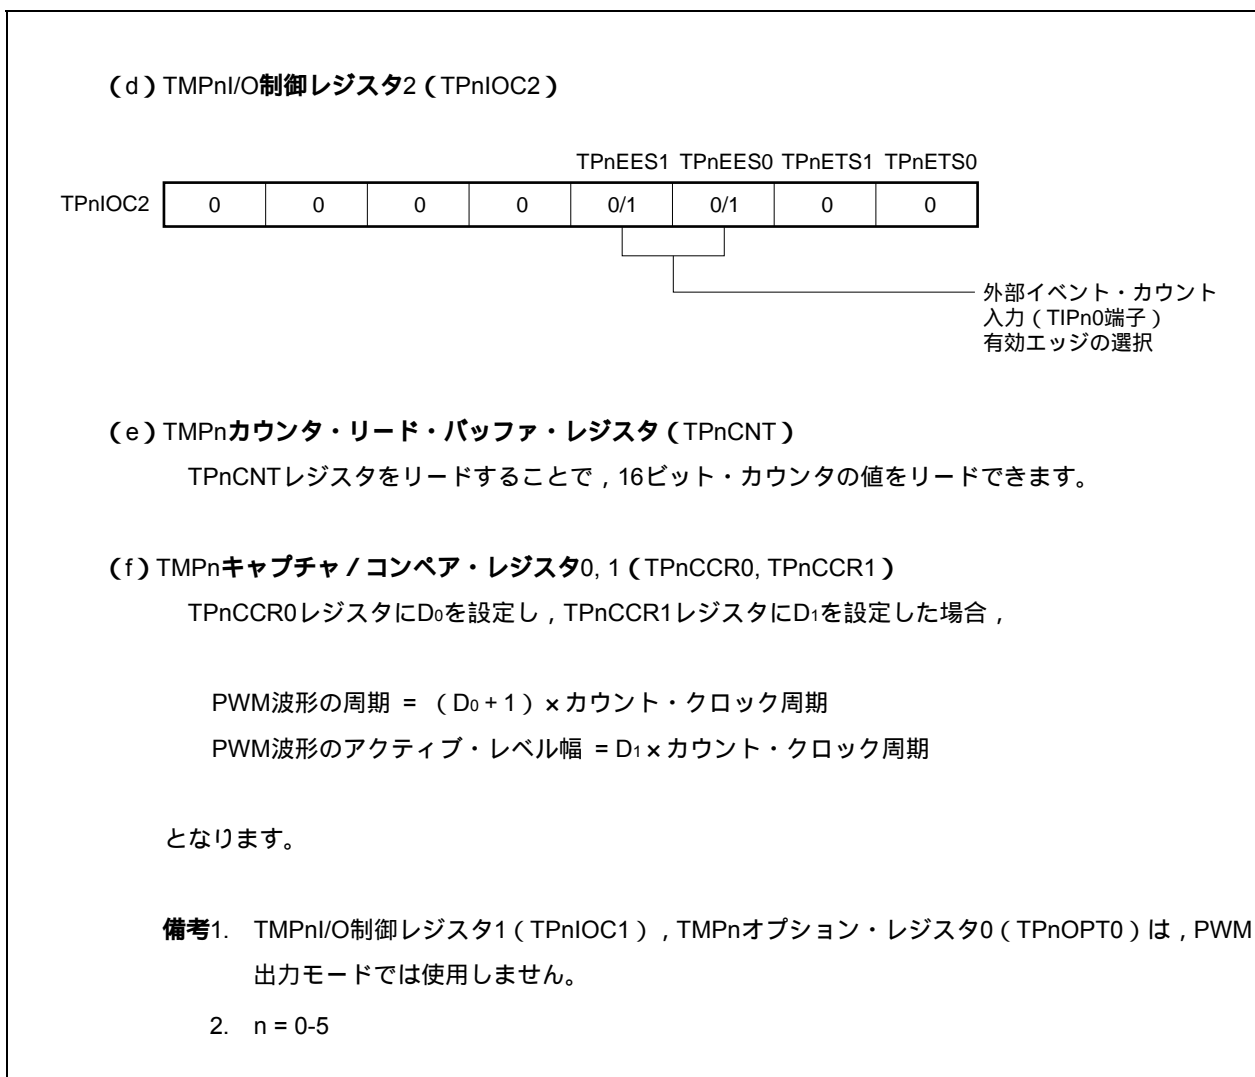 （d）TMPnI/O制御レジスタ2（TPnIOC2）
TPnEES1 TPnEES0 TPnETS1 TPnETS0
TPnIOC2 0 0 0 0 0/1 0/1 0 0
外部イベント・カウント
入力（TIPn0端子）
有効エッジの選択
（e）TMPnカウンタ・リード・バッファ・レジスタ（TPnCNT）
TPnCNTレジスタをリードすることで，16ビット・カウンタの値をリードできます。
（f）TMPnキャプチャ／コンペア・レジスタ0, 1（TPnCCR0, TPnCCR1）
TPnCCR0レジスタにD0を設定し，TPnCCR1レジスタにD1を設定した場合，
PWM波形の周期 = （D0 + 1）×カウント・クロック周期
PWM波形のアクティブ・レベル幅 = D1×カウント・クロック周期
となります。
備考1. TMPnI/O制御レジスタ1（TPnIOC1），TMPnオプション・レジスタ0（TPnOPT0）は，PWM
出力モードでは使用しません。
2. n = 0-5